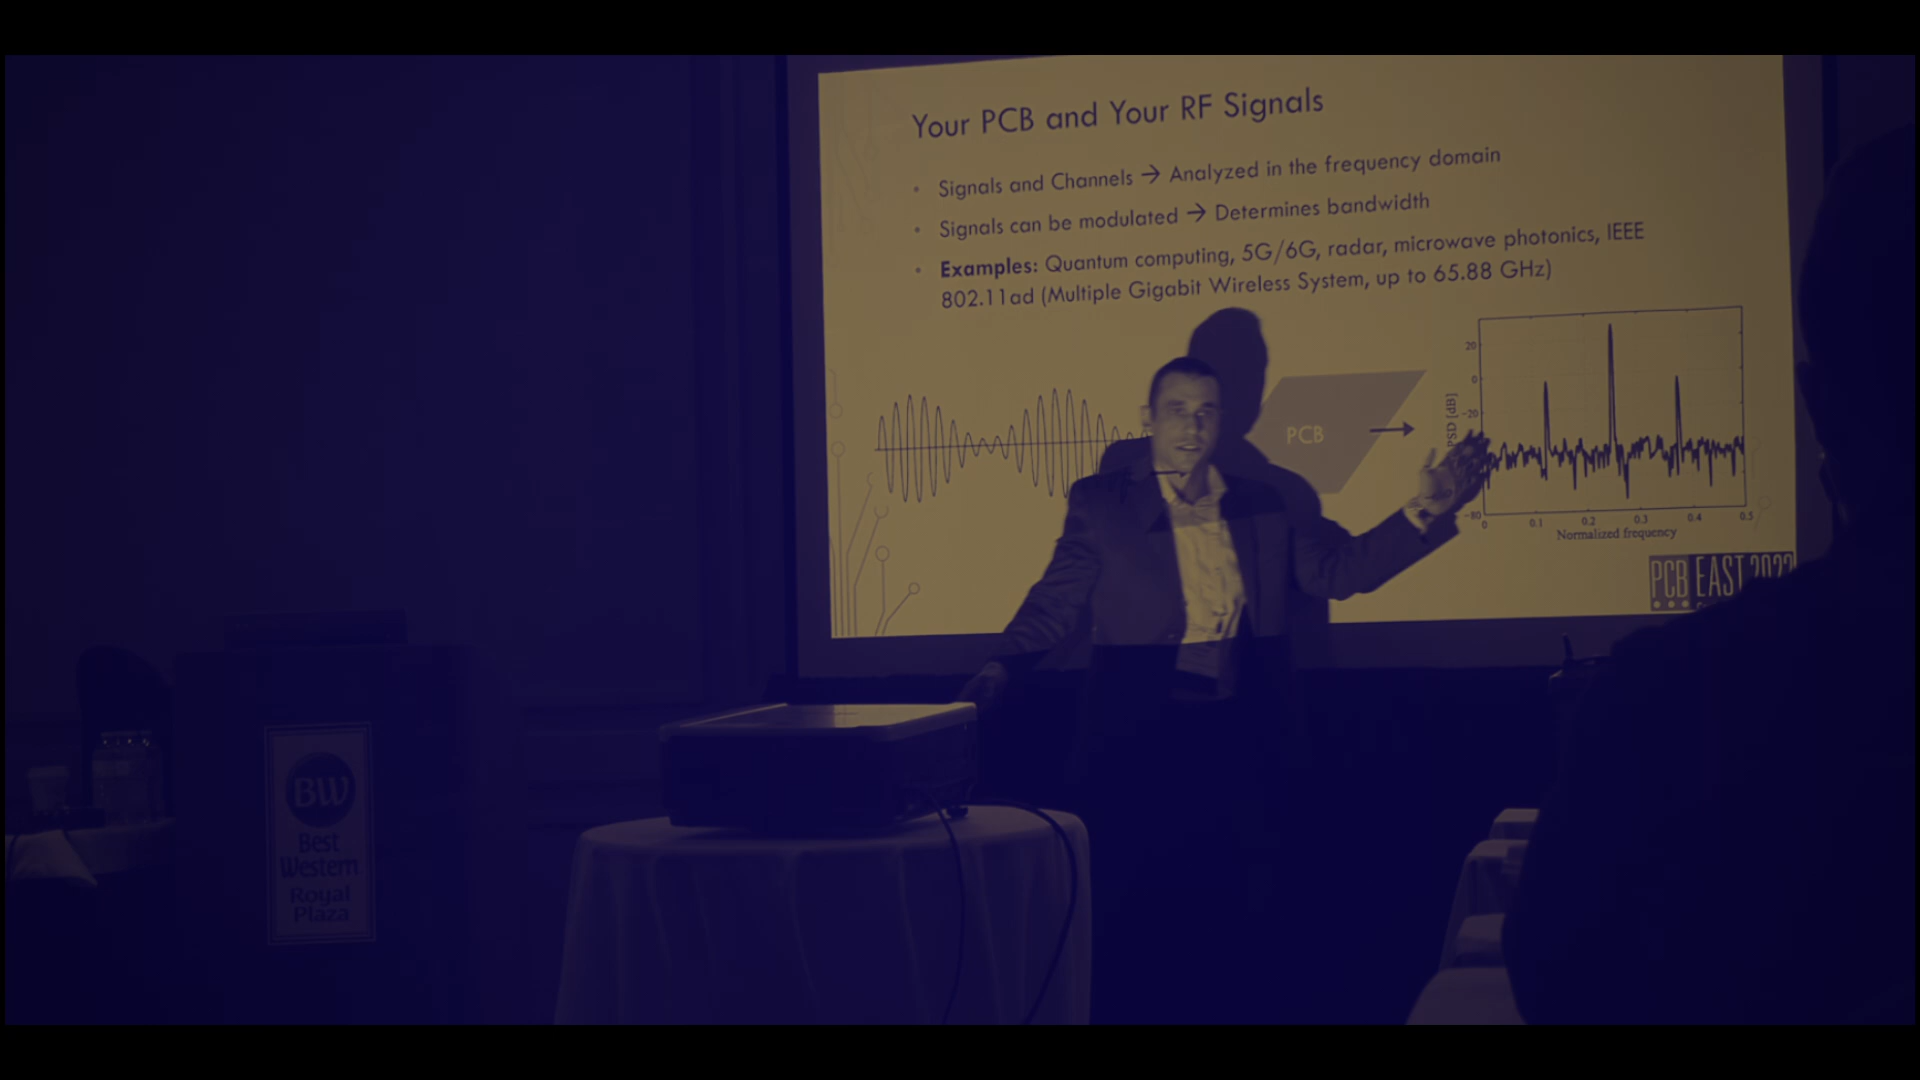 Your PCB and Your RF Signals
• Signals and Channels → Analyzed in the frequency domain
• Signals can be modulated → Determines bandwidth
• Examples: Quantum computing, 5G/6G, radar, microwave photonics, IEEE
802.11ad (Multiple Gigabit Wireless System, up to 65.88 GHz)
PCB
PSD [dB]
20
0
-20
-80
0 0.1 0.2 0.3 0.4 0.5
Normalized frequency
PCB EAST
BW
Best
Western
Royal
Plaza